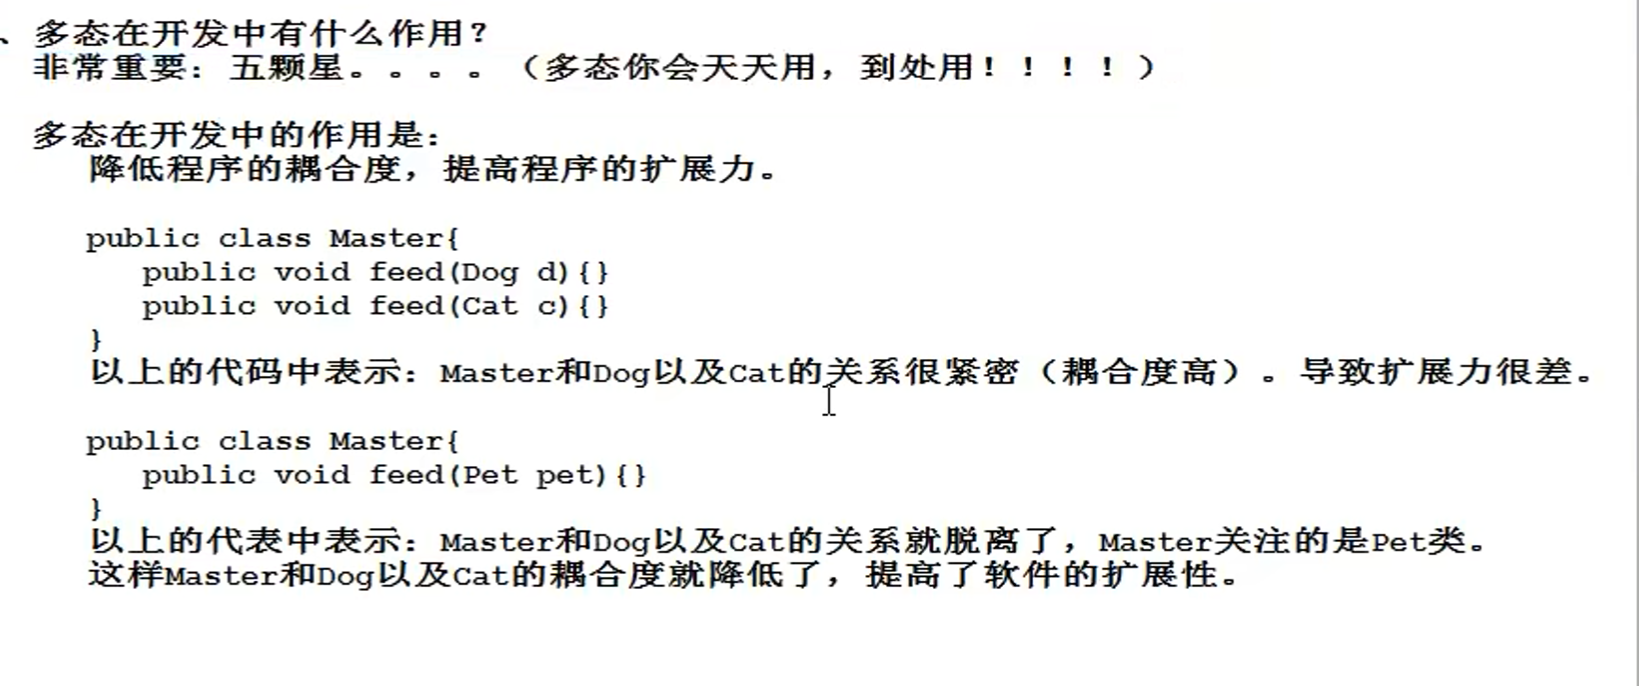 、多态在开发中有什么作用？
非常重要：五颗星。。。。（多态你会天天用，到处用！！！！）
多态在开发中的作用是：
降低程序的耦合度，提高程序的扩展力。
public class Master{
public void feed(Dog d){}
public void feed(Cat c){}
}
以上的代码中表示：Master和Dog以及Cat的关系很紧密（耦合度高）。导致扩展力很差。
public class Master{
public void feed(Pet pet){}
}
以上的代表中表示：Master和Dog以及Cat的关系就脱离了，Master关注的是Pet类。
这样Master和Dog以及Cat的耦合度就降低了，提高了软件的扩展性。